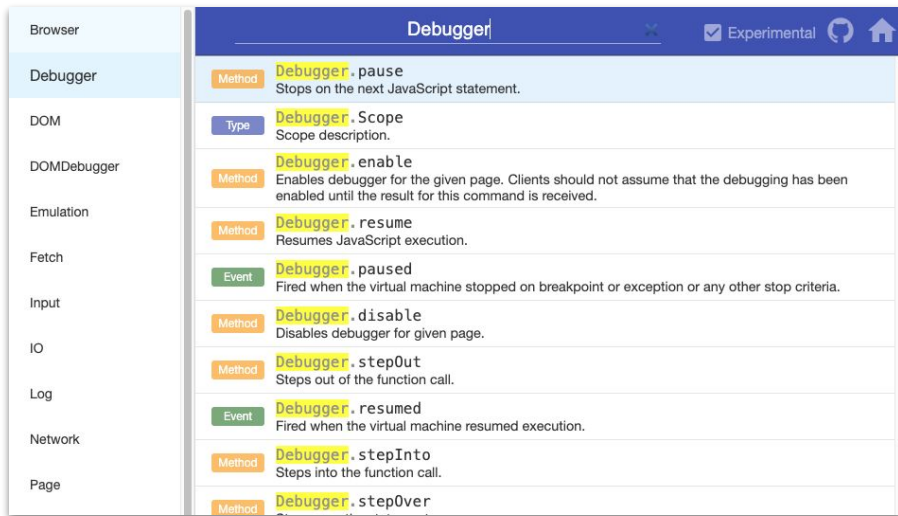 Browser
Debugger
DOM
DOMDebugger
Emulation
Fetch
Input
IO
Log
Network
Page
Debugger
Experimental
Method Debugger.pause
Stops on the next JavaScript statement.
Type Debugger.Scope
Scope description.
Method Debugger.enable
Enables debugger for the given page. Clients should not assume that the debugging has been
enabled until the result for this command is received.
Method Debugger.resume
Resumes JavaScript execution.
Event Debugger.paused
Fired when the virtual machine stopped on breakpoint or exception or any other stop criteria.
Method Debugger.disable
Disables debugger for given page.
Method Debugger.stepOut
Steps out of the function call.
Event Debugger.resumed
Fired when the virtual machine resumed execution.
Method Debugger.stepInto
Steps into the function call.
Method Debugger.stepOver